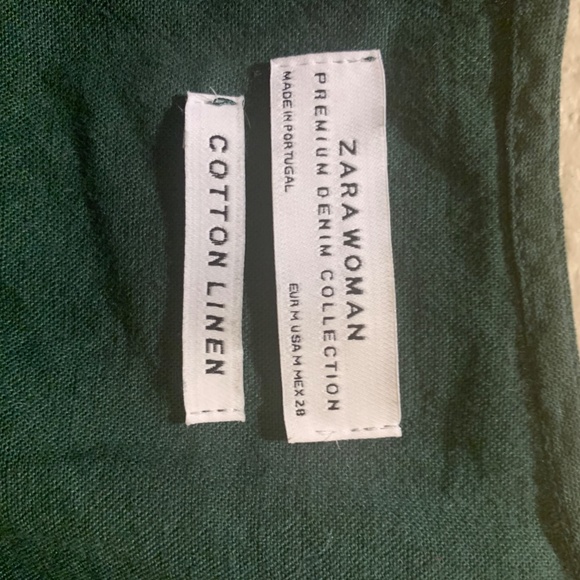 ZARA WOMAN
PREMIUM DENIM COLLECTION
MADE IN PORTUGAL
EUR M USA M MEX 28
COTTON LINEN